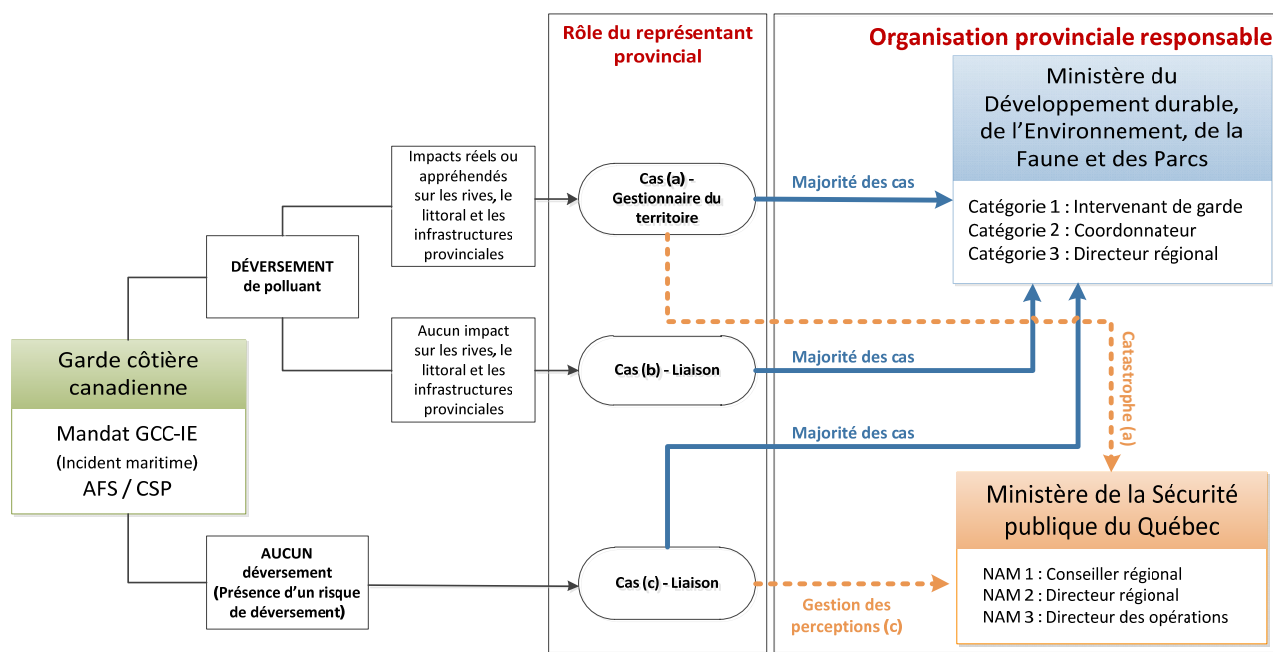 Rôle du représentant
provincial
Organisation provinciale responsable
Ministère du
Développement durable,
de l’Environnement, de la
Faune et des Parcs
Catégorie 1 : Intervenant de garde
Catégorie 2 : Coordonnateur
Catégorie 3 : Directeur régional
Impacts réels ou
appréhendés
sur les rives, le
littoral et les
infrastructures
provinciales
Cas (a) -
Gestionnaire du
territoire
Majorité des cas
DÉVERSEMENT
de polluant
Aucun impact
sur les rives, le
littoral et les
infrastructures
provinciales
Cas (b) - Liaison
Majorité des cas
Catastrophe (a)
Garde côtière
canadienne
Mandat GCC-IE
(Incident maritime)
AFS / CSP
Majorité des cas
Ministère de la Sécurité
publique du Québec
NAM 1 : Conseiller régional
NAM 2 : Directeur régional
NAM 3 : Directeur des opérations
AUCUN
déversement
(Présence d’un risque
de déversement)
Cas (c) - Liaison
Gestion des
perceptions (c)